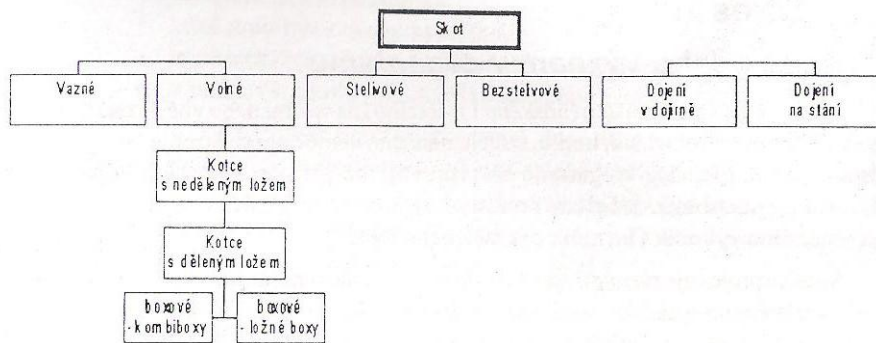 Skot
Vazné
Volné
Stelivové
Bezstelivové
Dojení
v dojírně
Dojení
na stání
Kotce
s neděleným ložem
Kotce
s děleným ložem
boxové
- kombiboxy
boxové
- ložné boxy